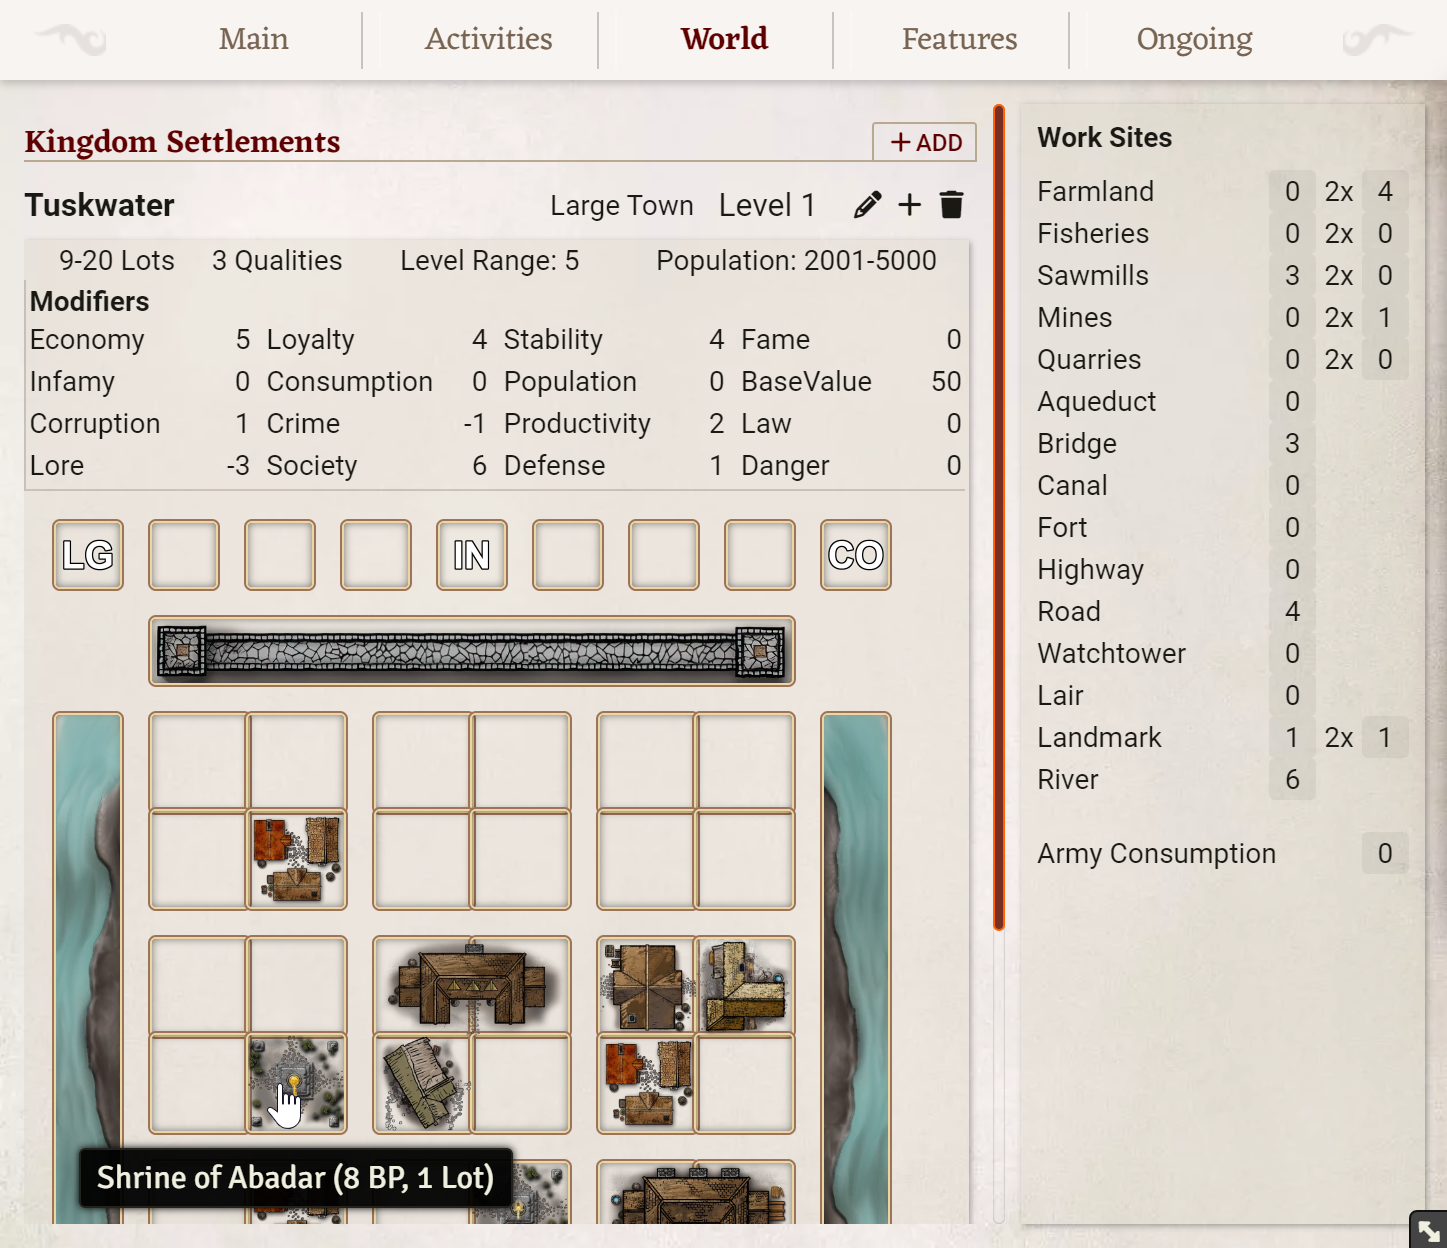 Main Activities World Features Ongoing
Kingdom Settlements
+ ADD
Tuskwater Large Town Level 1
9-20 Lots 3 Qualities Level Range: 5 Population: 2001-5000
Modifiers
Economy 5 Loyalty 4 Stability 4 Fame 0
Infamy 0 Consumption 0 Population 0 BaseValue 50
Corruption 1 Crime -1 Productivity 2 Law 0
Lore -3 Society 6 Defense 1 Danger 0
LG IN CO
Shrine of Abadar (8 BP, 1 Lot)
Work Sites
Farmland 0 2x 4
Fisheries 0 2x 0
Sawmills 3 2x 0
Mines 0 2x 1
Quarries 0 2x 0
Aqueduct 0
Bridge 3
Canal 0
Fort 0
Highway 0
Road 4
Watchtower 0
Lair 0
Landmark 1 2x 1
River 6
Army Consumption 0